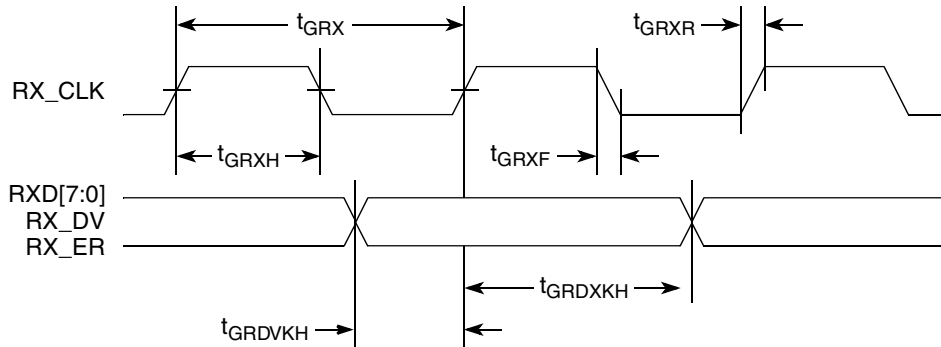 tGRX
tGRXR
RX_CLK
tGRXH
tGRXF
RXD[7:0]
RX_DV
RX_ER
tGRDXKH
tGRDVKH